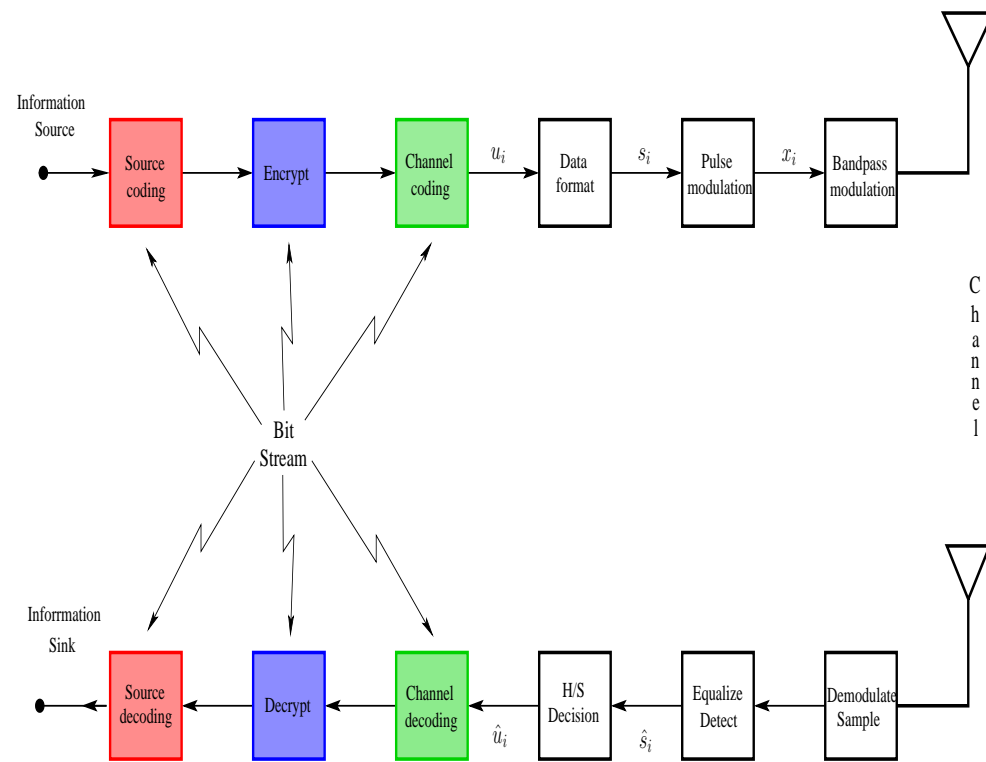 Information
Source
Source
coding
Encrypt
Channel
coding
u_i
Data
format
s_i
Pulse
modulation
x_i
Bandpass
modulation
C
h
a
n
n
e
l
Bit
Stream
Inforrmation
Sink
Source
decoding
Decrypt
Channel
decoding
û_i
H/S
Decision
ŝ_i
Equalize
Detect
Demodulate
Sample